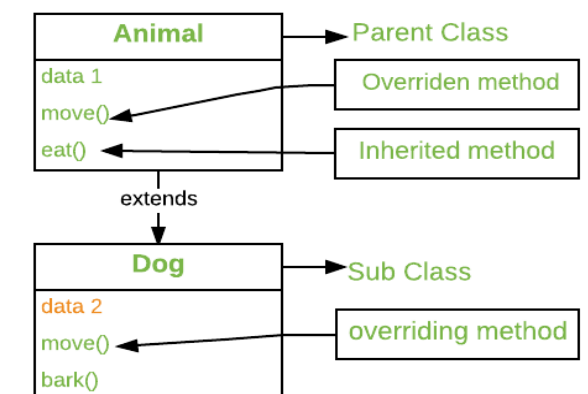 Animal
Parent Class
data 1
Overriden method
move()
eat()
Inherited method
extends
Dog
Sub Class
data 2
move()
overriding method
bark()